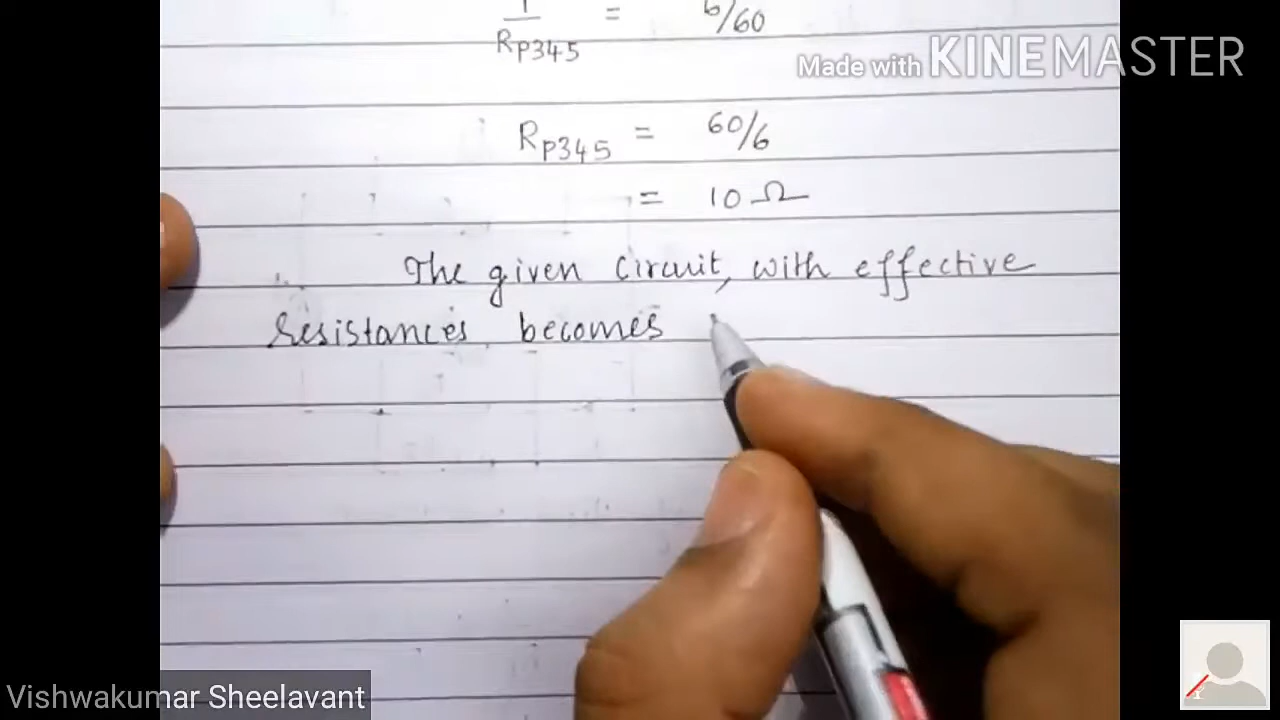 1/RP345 = 6/60
Made with KINEMASTER
RP345 = 60/6
= 10 Ω
The given circuit, with effective
resistances becomes
Vishwakumar Sheelavant